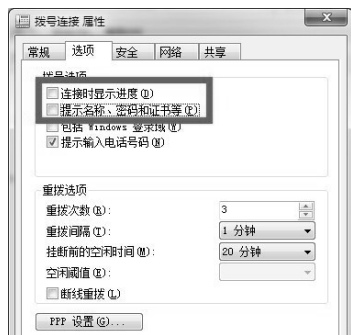 拨号连接 属性
常规 选项 安全 网络 共享
拨号选项
连接时显示进度(D)
提示名称、密码和证书等(P)
包括 Windows 登录域(W)
提示输入电话号码(N)
重拨选项
重拨次数(R): 3
重拨间隔(T): 1 分钟
挂断前的空闲时间(M): 20 分钟
空闲阈值(E):
断线重拨(L)
PPP 设置(G)...